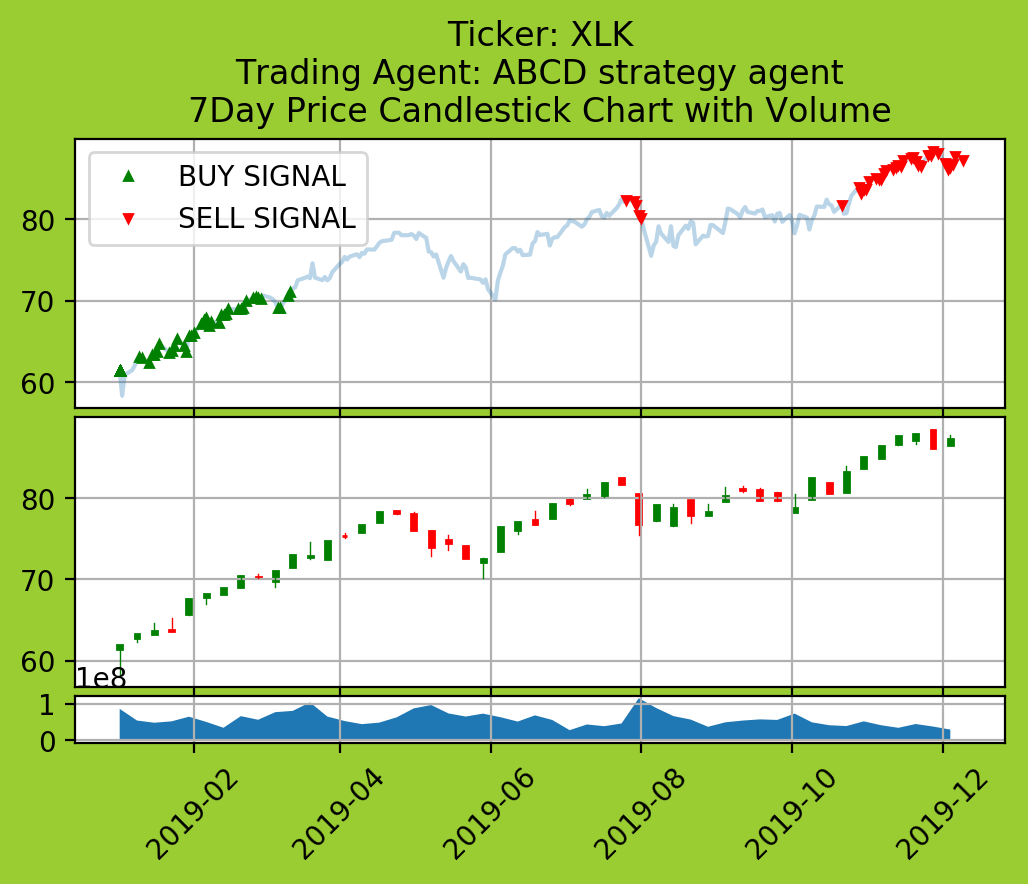 Ticker: XLK
Trading Agent: ABCD strategy agent
7Day Price Candlestick Chart with Volume
BUY SIGNAL
SELL SIGNAL
80
70
60
80
70
60
1e8
1
0
2019-02
2019-04
2019-06
2019-08
2019-10
2019-12